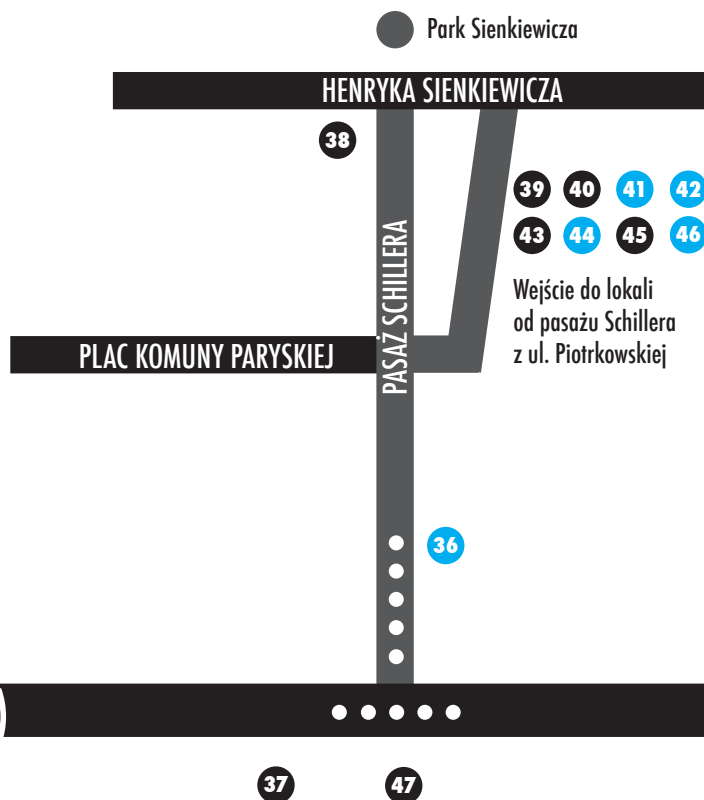 Park Sienkiewicza
HENRYKA SIENKIEWICZA
38
39 40 41 42
43 44 45 46
Wejście do lokali
od pasażu Schillera
z ul. Piotrkowskiej
PASAŻ SCHILLERA
PLAC KOMUNY PARYSKIEJ
36
37 47